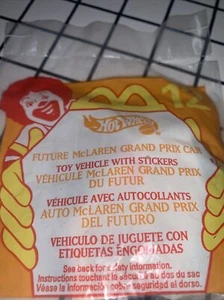 12
HOT WHEELS
FUTURE MCLAREN GRAND PRIX CAR
TOY VEHICLE WITH STICKERS
VÉHICULE MCLAREN GRAND PRIX
DU FUTUR
VÉHICULE AVEC AUTOCOLLANTS
AUTO MCLAREN GRAND PRIX
DEL FUTURO
VEHICULO DE JUGUETE CON
ETIQUETAS ENGOMADAS
See back for safety information.
Instructions touchant la sécurité au dos du sac
Véase la información sobre seguridad al dorso.